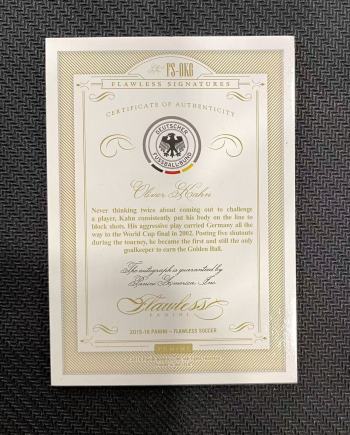 No. FS-OKG
FLAWLESS SIGNATURES
CERTIFICATE OF AUTHENTICITY
DEUTSCHER
FUSSBALL-BUND
Oliver Kahn
Never thinking twice about coming out to challenge
a player, Kahn consistently put his body on the line to
block shots. His aggressive play carried Germany all the
way to the World Cup final in 2002. Posting five shutouts
during the tourney, he became the first and still the only
goalkeeper to earn the Golden Ball.
The autograph is guaranteed by
Panini America, Inc.
Flawless
PANINI
2015-16 PANINI – FLAWLESS SOCCER
PANINI